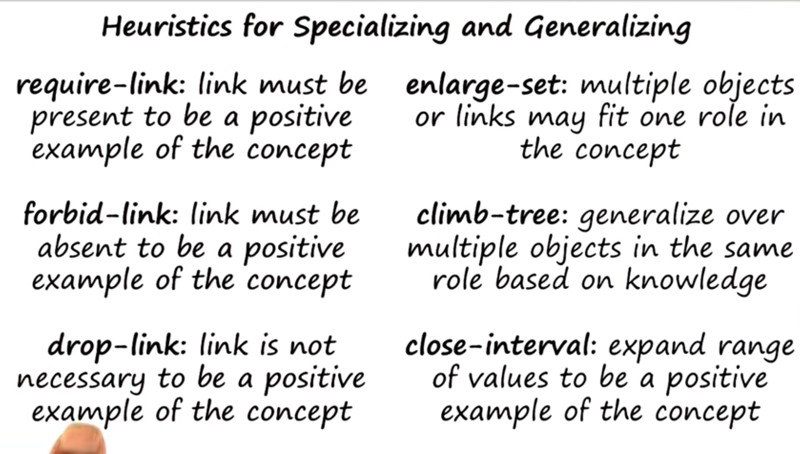 Heuristics for Specializing and Generalizing
require-link: link must be
present to be a positive
example of the concept
forbid-link: link must be
absent to be a positive
example of the concept
drop-link: link is not
necessary to be a positive
example of the concept
enlarge-set: multiple objects
or links may fit one role in
the concept
climb-tree: generalize over
multiple objects in the same
role based on knowledge
close-interval: expand range
of values to be a positive
example of the concept